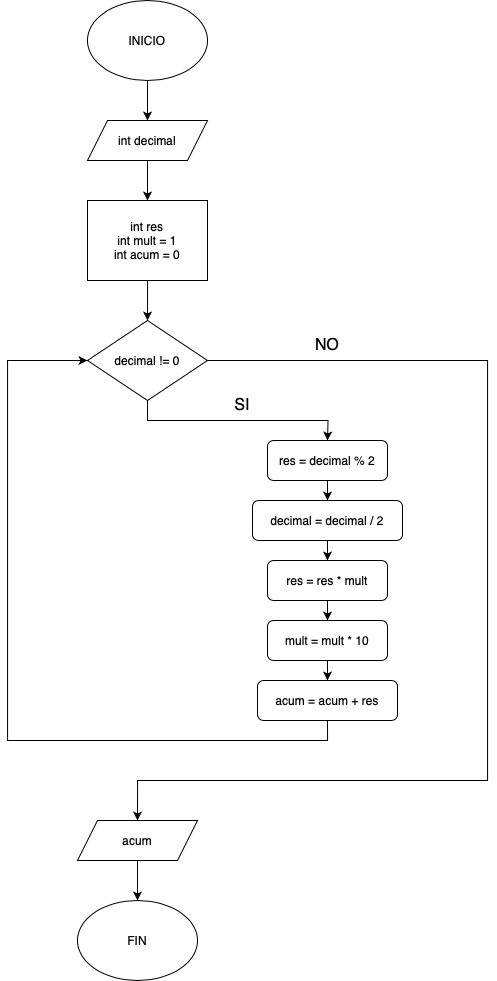 INICIO
int decimal
int res
int mult = 1
int acum = 0
decimal != 0
NO
SI
res = decimal % 2
decimal = decimal / 2
res = res * mult
mult = mult * 10
acum = acum + res
acum
FIN